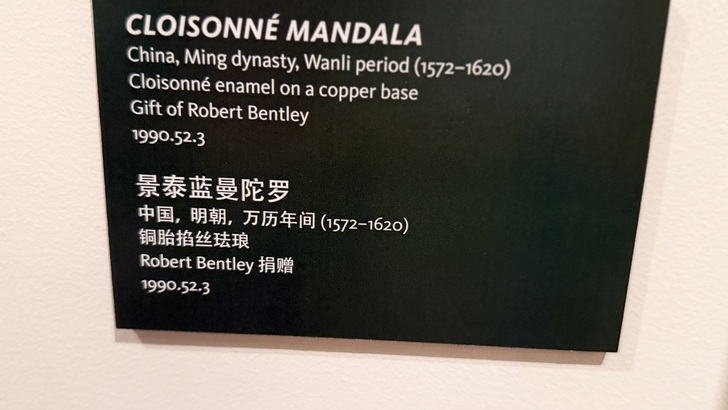 CLOISONNÉ MANDALA
China, Ming dynasty, Wanli period (1572–1620)
Cloisonné enamel on a copper base
Gift of Robert Bentley
1990.52.3
景泰蓝曼陀罗
中国，明朝，万历年间 (1572–1620)
铜胎掐丝珐琅
Robert Bentley 捐赠
1990.52.3